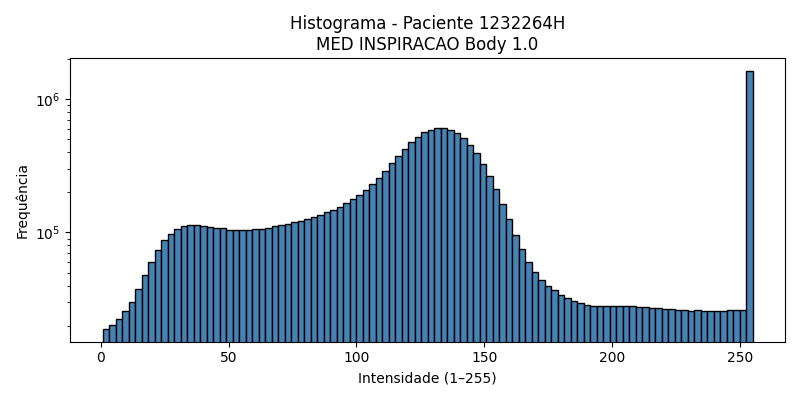 Histograma - Paciente 1232264H
MED INSPIRACAO Body 1.0
Frequência
10⁶
10⁵
0 50 100 150 200 250
Intensidade (1–255)